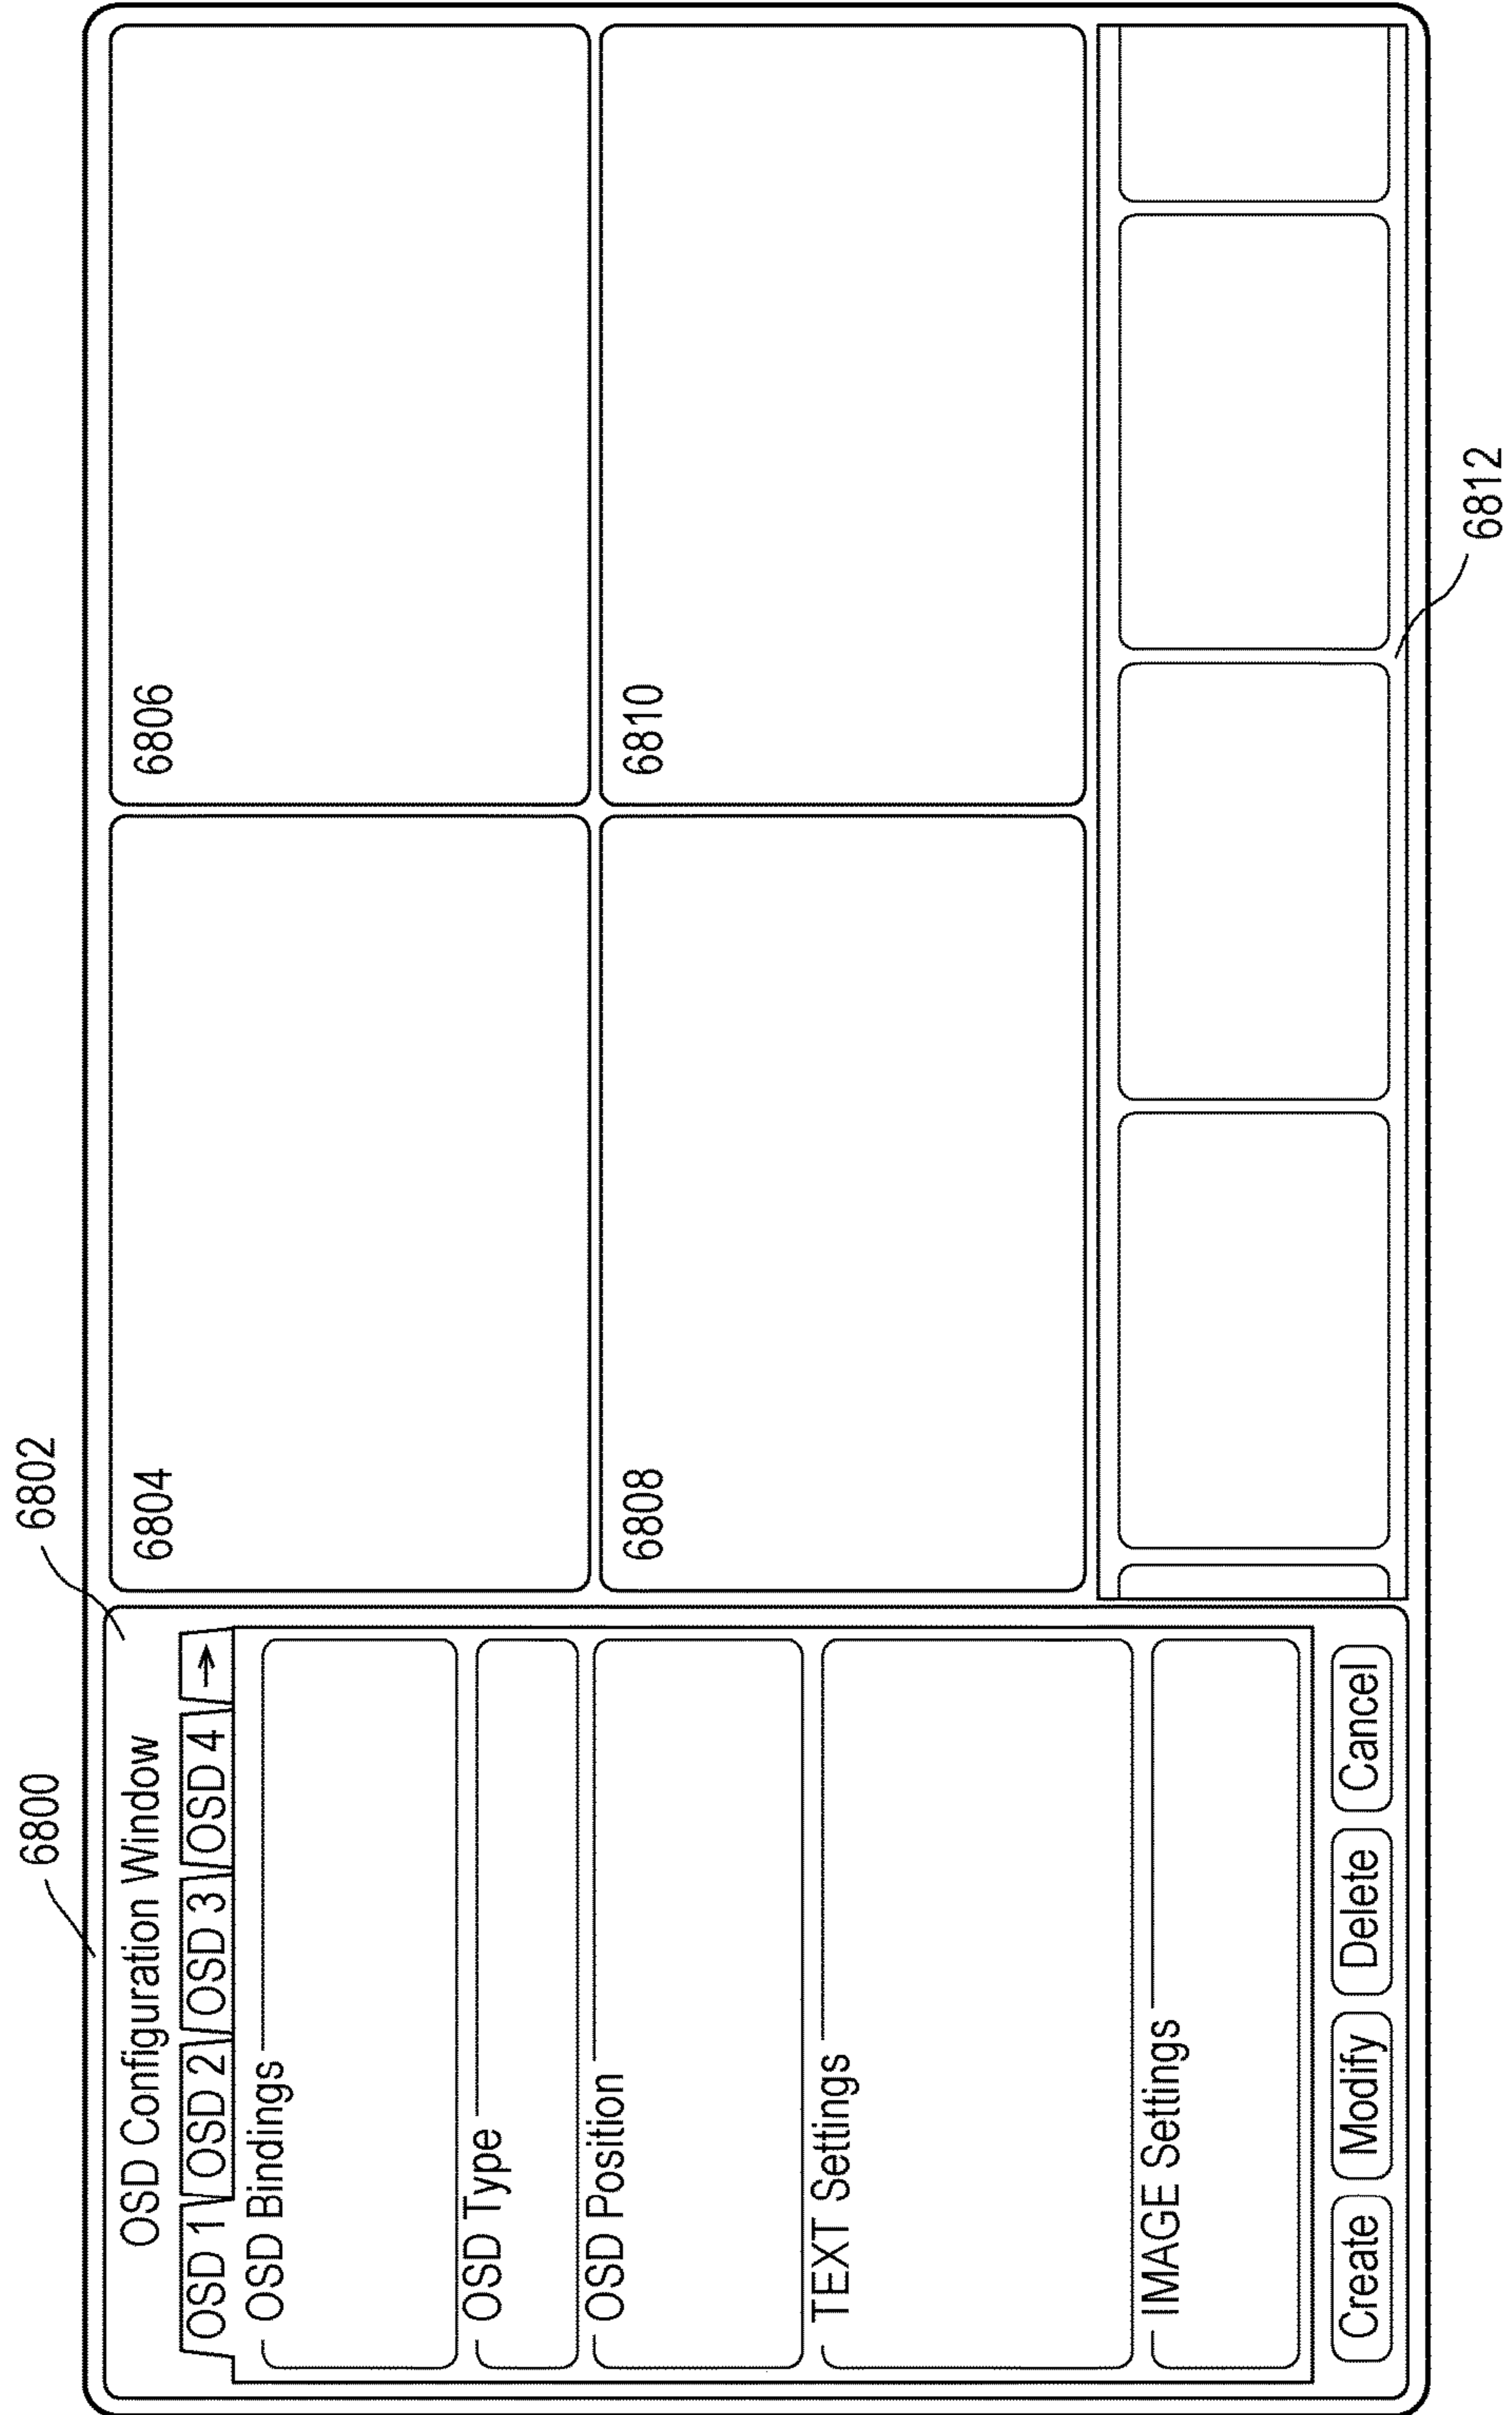 6800
6802
OSD Configuration Window
OSD 1 OSD 2 OSD 3 OSD 4 →
OSD Bindings
OSD Type
OSD Position
TEXT Settings
IMAGE Settings
Create Modify Delete Cancel
6804
6806
6808
6810
6812